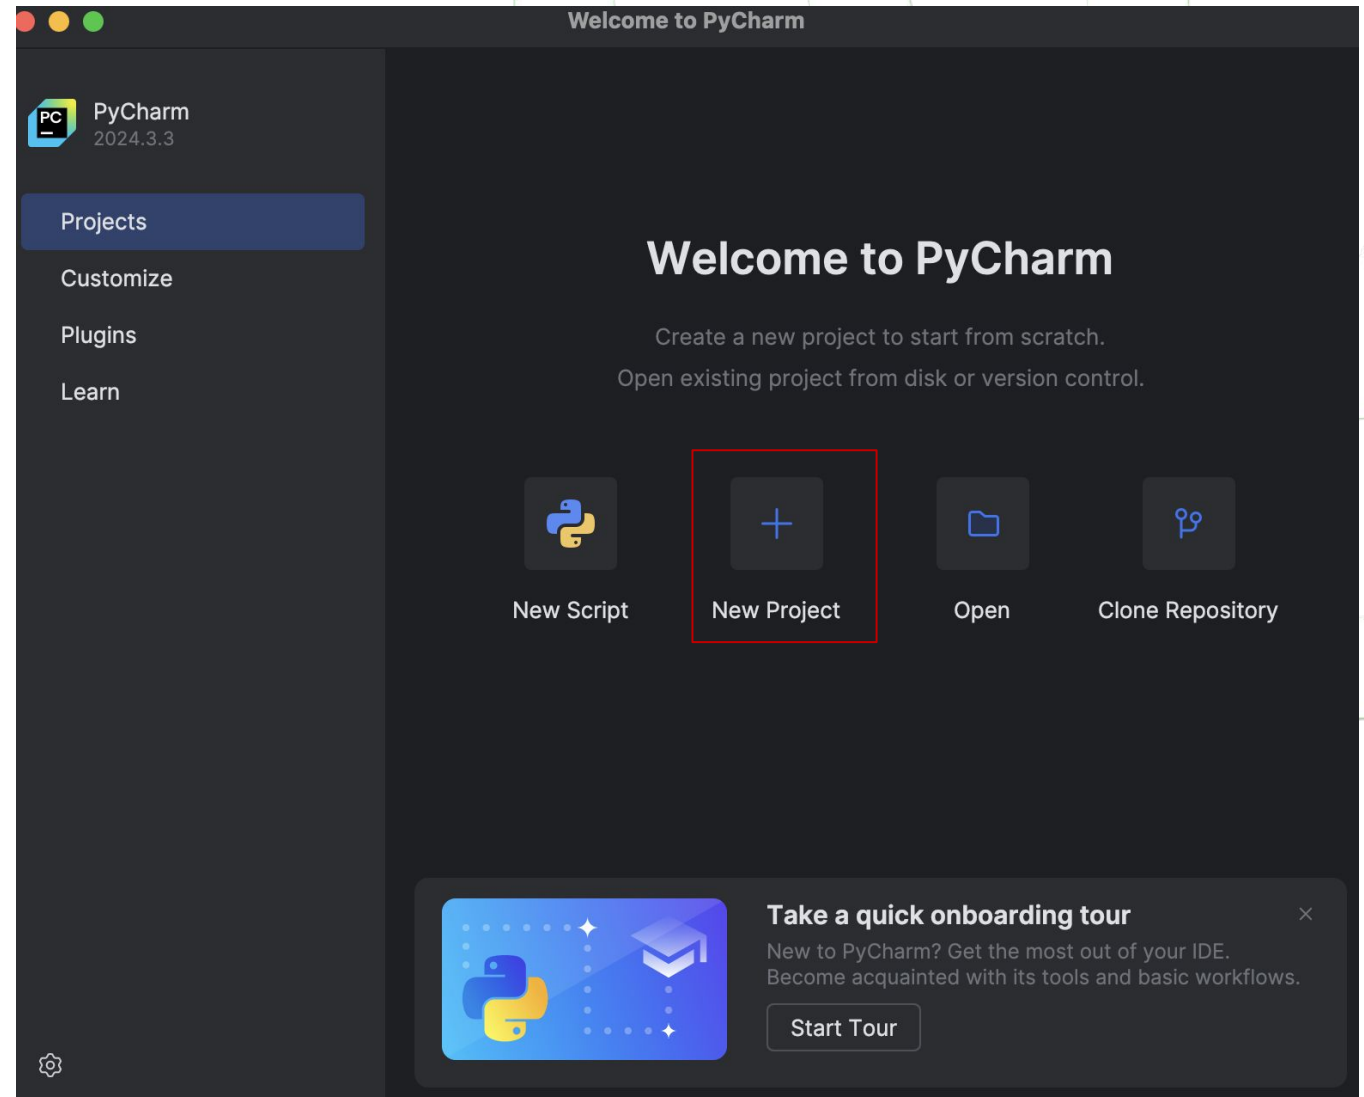 Welcome to PyCharm
PC
PyCharm
2024.3.3
Projects
Customize
Plugins
Learn
Welcome to PyCharm
Create a new project to start from scratch.
Open existing project from disk or version control.
New Script
New Project
Open
Clone Repository
Take a quick onboarding tour
New to PyCharm? Get the most out of your IDE.
Become acquainted with its tools and basic workflows.
Start Tour